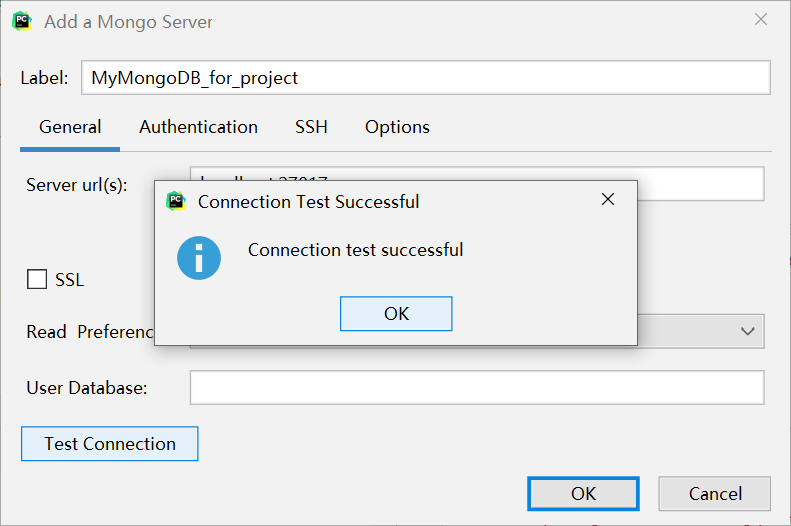 Add a Mongo Server
Label: MyMongoDB_for_project
General Authentication SSH Options
Server url(s):
Connection Test Successful
Connection test successful
OK
SSL
Read Preferenc
User Database:
Test Connection
OK Cancel